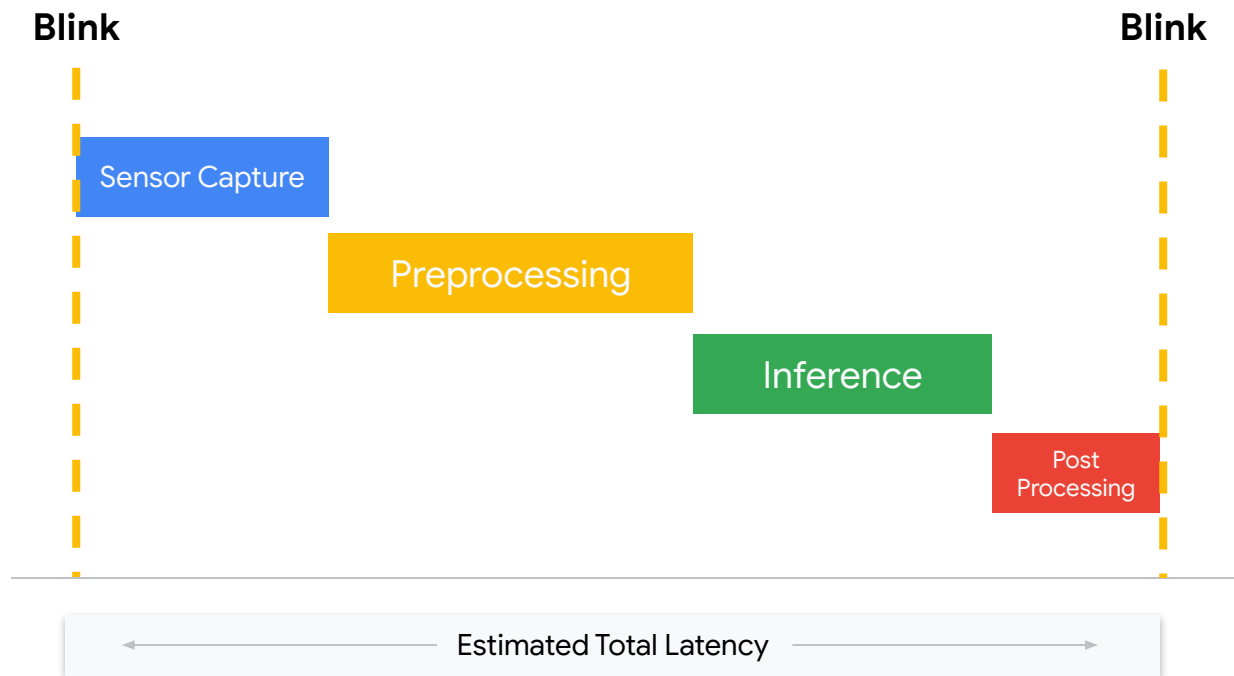 Blink
Blink
Sensor Capture
Preprocessing
Inference
Post
Processing
Estimated Total Latency